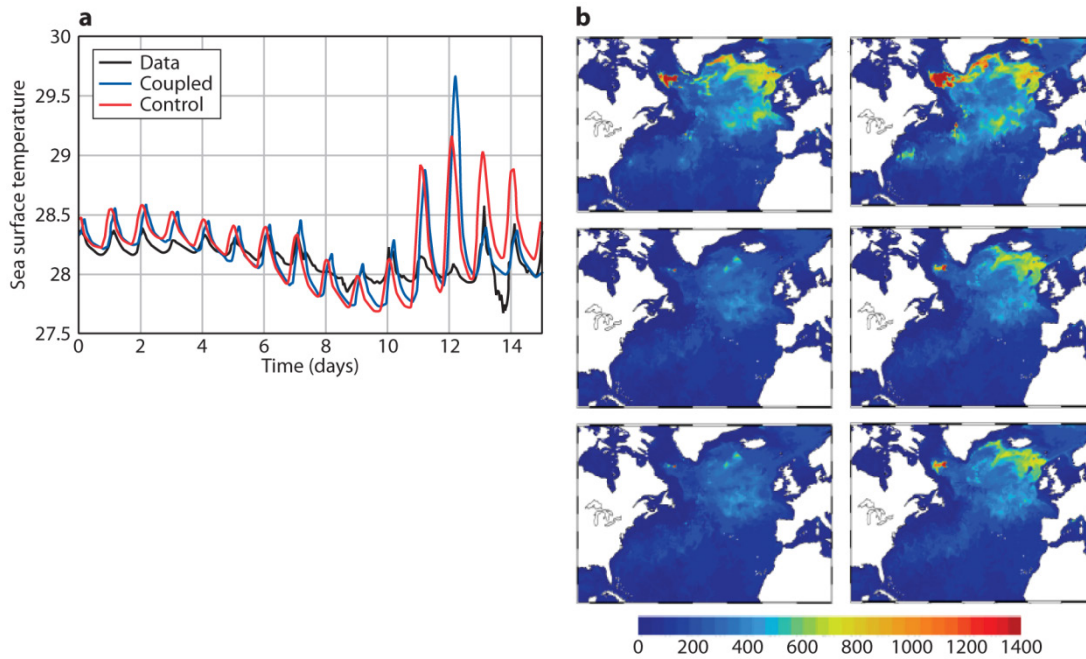 a
30
29.5
29
28.5
28
27.5
Sea surface temperature
Data
Coupled
Control
0 2 4 6 8 10 12 14
Time (days)
b
0 200 400 600 800 1000 1200 1400